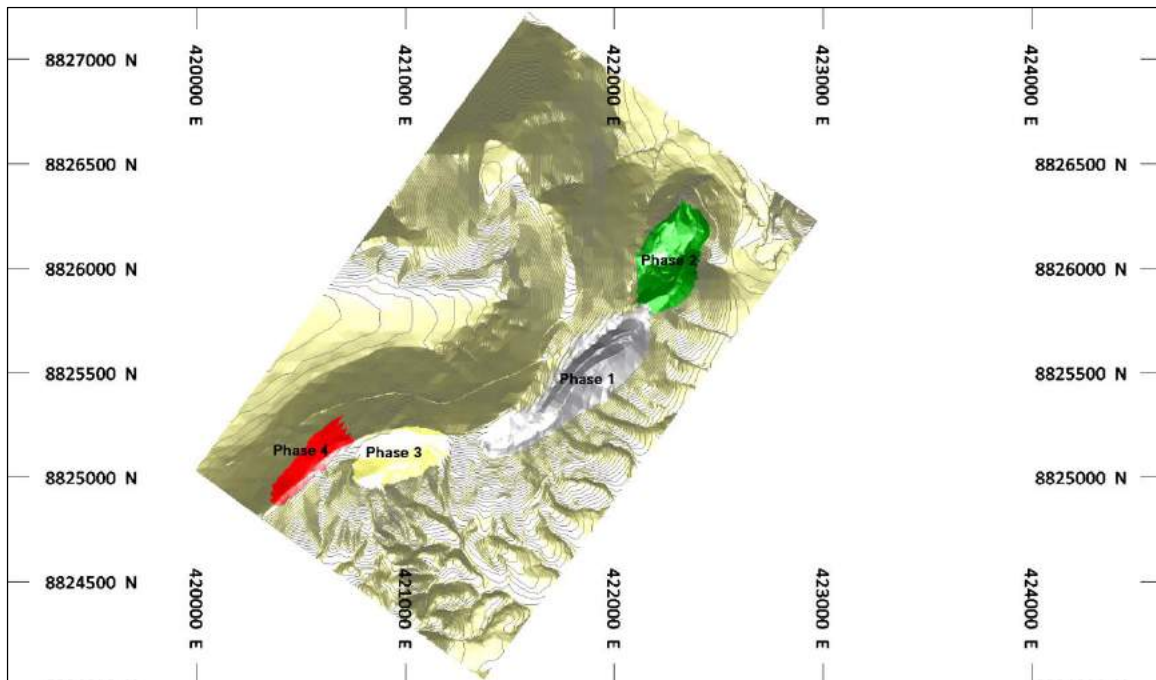 8827000 N
420000 E
421000 E
422000 E
423000 E
424000 E
8826500 N
8826500 N
8826000 N
Phase 2
8826000 N
8825500 N
Phase 1
8825500 N
Phase 4
Phase 3
8825000 N
8825000 N
8824500 N
420000 E
421000 E
422000 E
423000 E
424000 E
8824500 N